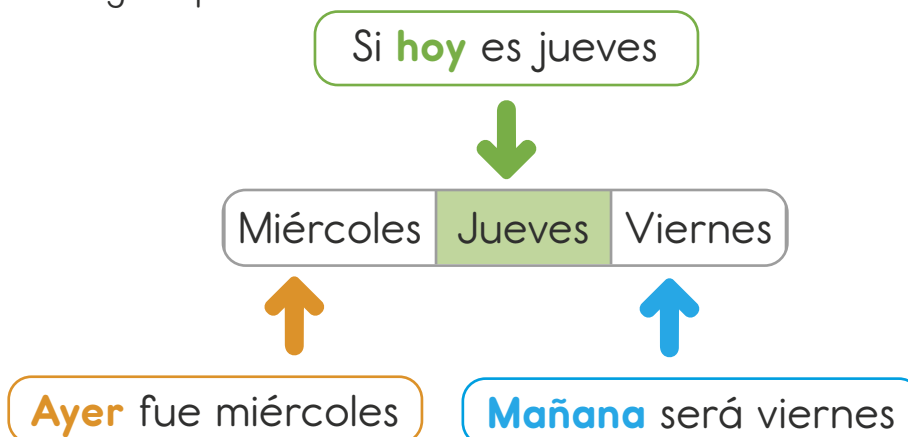 Si hoy es jueves
Miércoles Jueves Viernes
Ayer fue miércoles
Mañana será viernes